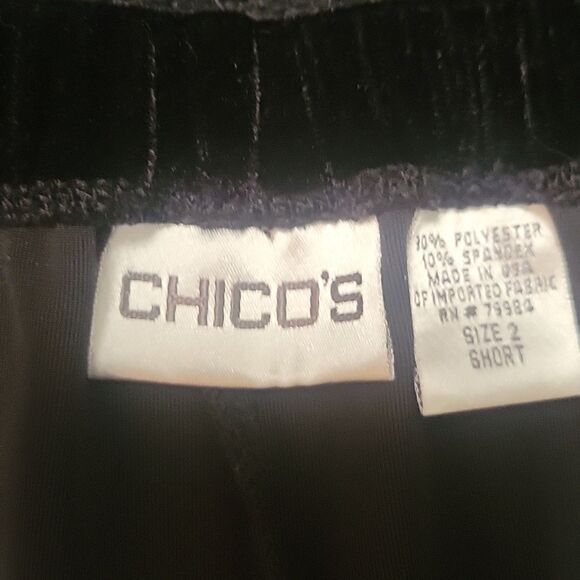 CHICO'S
90% POLYESTER
10% SPANDEX
MADE IN USA
OF IMPORTED FABRIC
RN # 79984
SIZE 2
SHORT